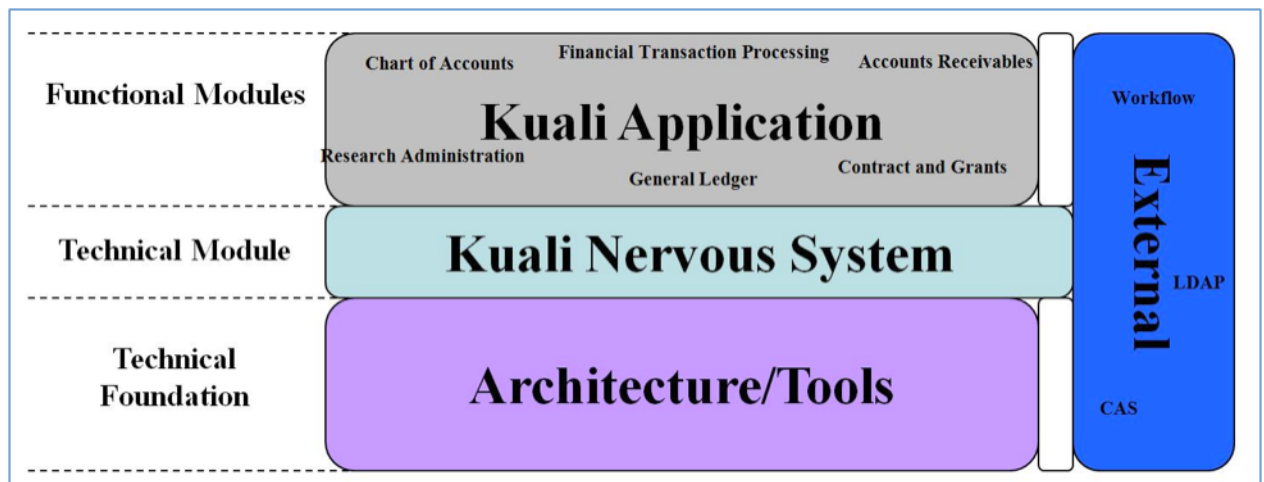 Functional Modules
Chart of Accounts
Financial Transaction Processing
Accounts Receivables
Kuali Application
Research Administration
General Ledger
Contract and Grants
Technical Module
Kuali Nervous System
Technical
Foundation
Architecture/Tools
Workflow
External
LDAP
CAS